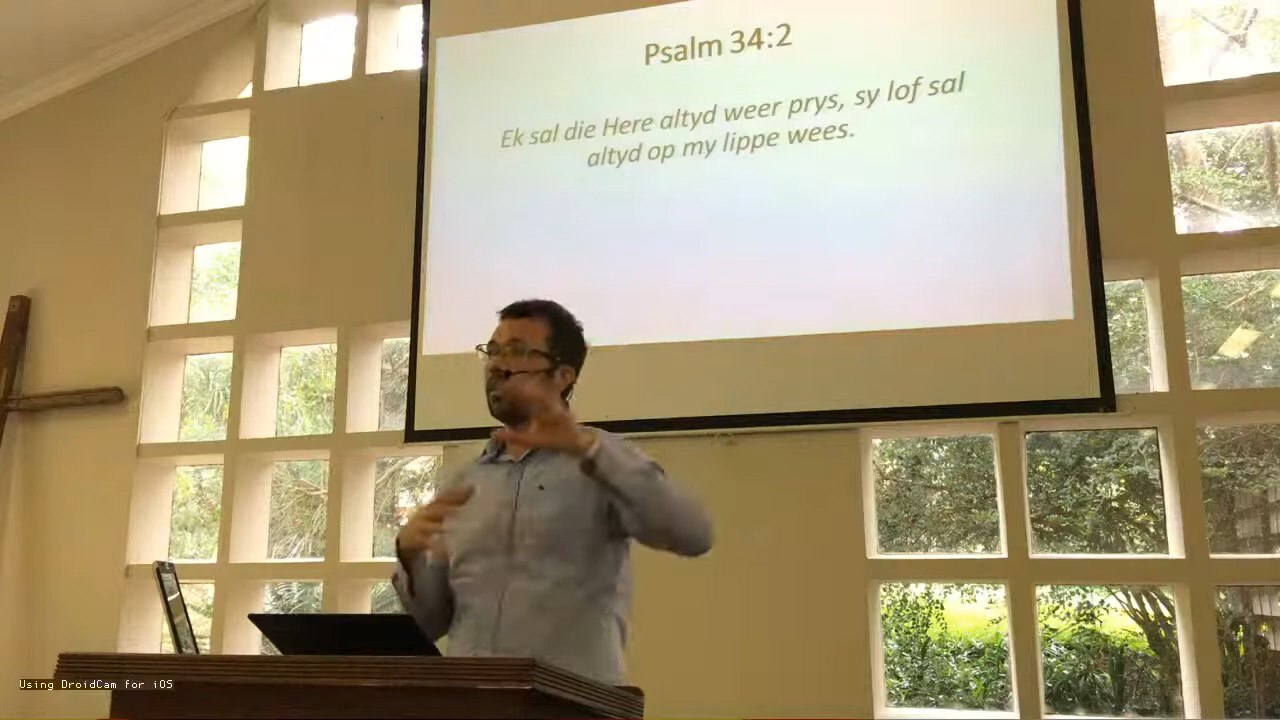 Psalm 34:2
Ek sal die Here altyd weer prys, sy lof sal
altyd op my lippe wees.
Using DroidCam for iOS